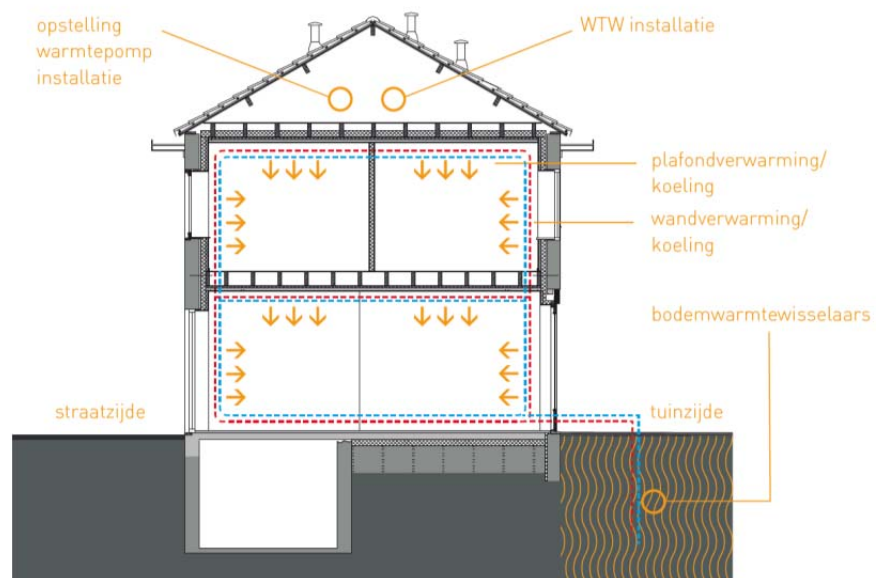 opstelling
warmtepomp
installatie
WTW installatie
plafondverwarming/
koeling
wandverwarming/
koeling
bodemwarmtewisselaars
straatzijde
tuinzijde